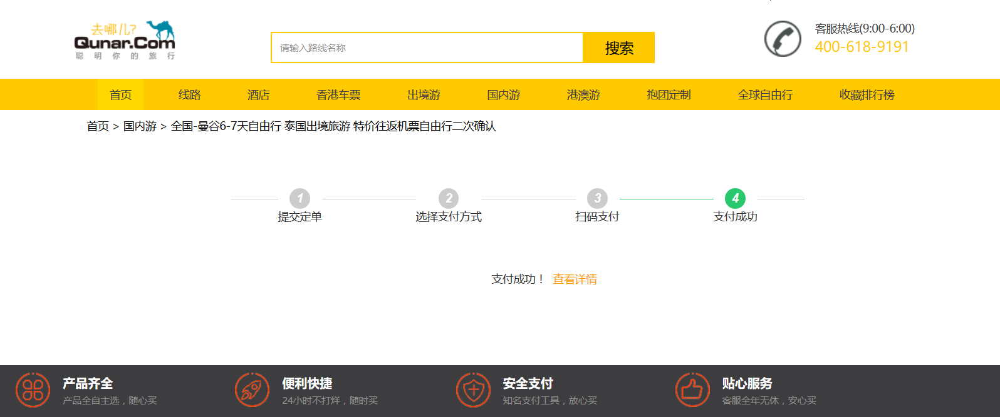 去哪儿?
Qunar.Com
聪明你的旅行
请输入路线名称
搜索
客服热线(9:00-6:00)
400-618-9191
首页 线路 酒店 香港车票 出境游 国内游 港澳游 抱团定制 全球自由行 收藏排行榜
首页 > 国内游 > 全国-曼谷6-7天自由行 泰国出境旅游 特价往返机票自由行二次确认
1 2 3 4
提交定单 选择支付方式 扫码支付 支付成功
支付成功！ 查看详情
产品齐全
产品全自主选，随心买
便利快捷
24小时不打烊，随时买
安全支付
知名支付工具，放心买
贴心服务
客服全年无休，安心买